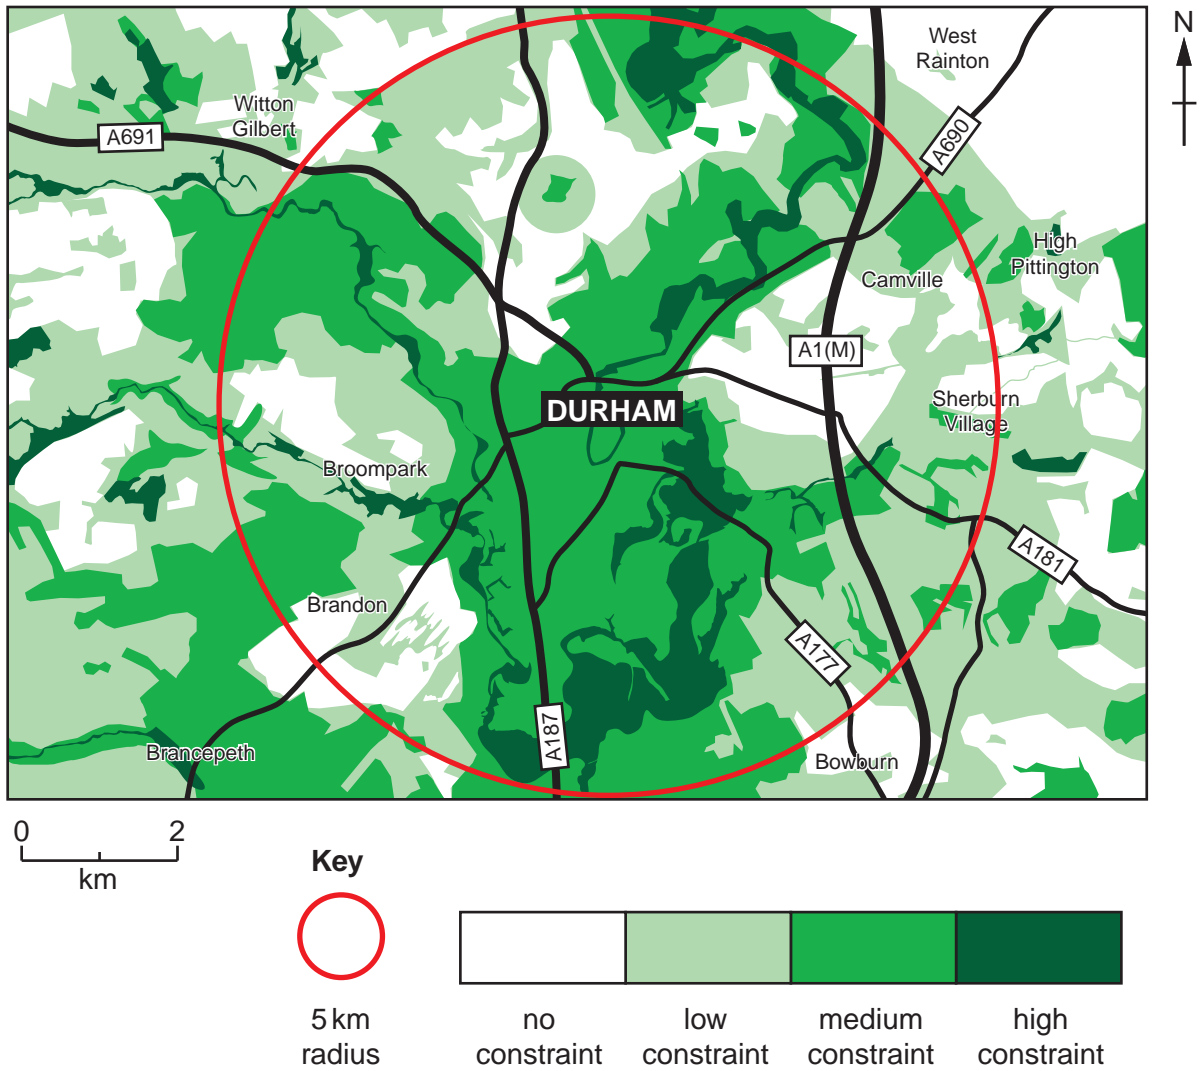 N
West
Rainton
Witton
Gilbert
A691
A690
High
Pittington
Camville
A1(M)
DURHAM
Sherburn
Village
Broompark
A181
Brandon
A177
A187
Brancepeth
Bowburn
0 2
km
Key
5 km
radius
no
constraint
low
constraint
medium
constraint
high
constraint